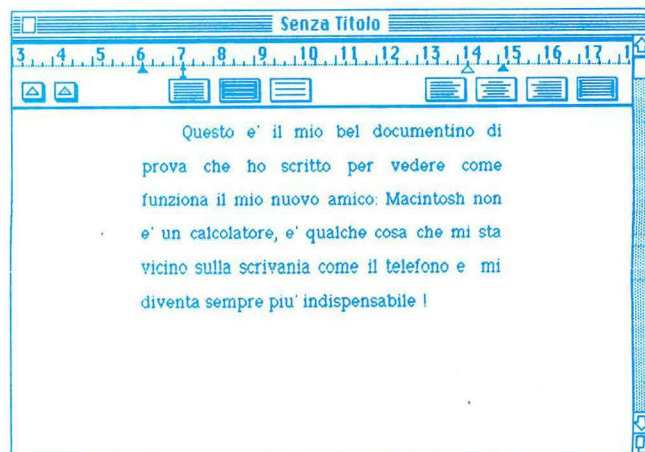 Senza Titolo
3 4 5 6 7 8 9 10 11 12 13 14 15 16 17 1
Questo e' il mio bel documentino di
prova che ho scritto per vedere come
funziona il mio nuovo amico: Macintosh non
e' un calcolatore, e' qualche cosa che mi sta
vicino sulla scrivania come il telefono e mi
diventa sempre piu' indispensabile !